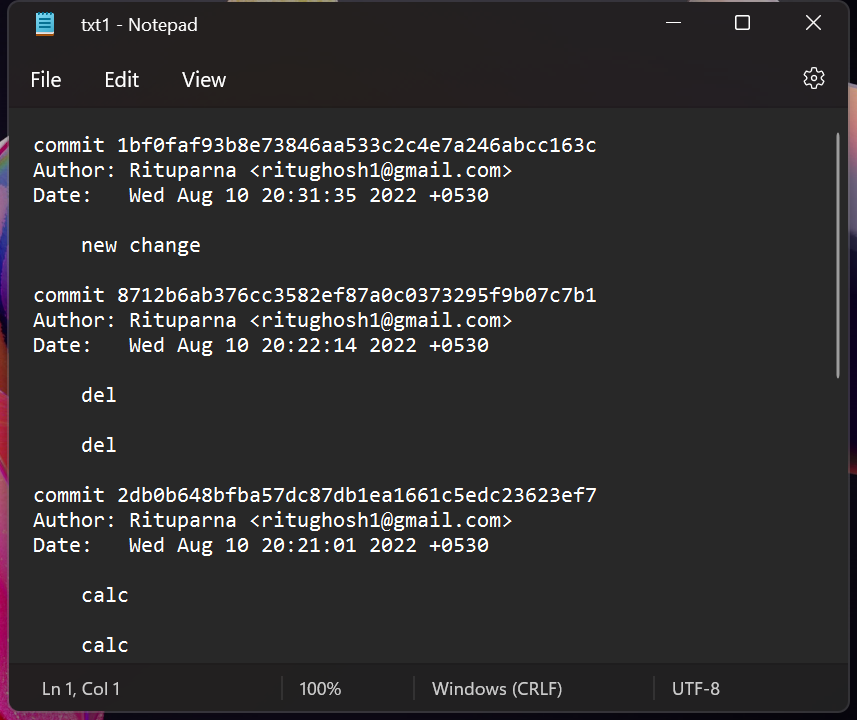 txt1 - Notepad
File Edit View
commit 1bf0faf93b8e73846aa533c2c4e7a246abcc163c
Author: Rituparna <ritughosh1@gmail.com>
Date:   Wed Aug 10 20:31:35 2022 +0530
new change
commit 8712b6ab376cc3582ef87a0c0373295f9b07c7b1
Author: Rituparna <ritughosh1@gmail.com>
Date:   Wed Aug 10 20:22:14 2022 +0530
del
del
commit 2db0b648bfba57dc87db1ea1661c5edc23623ef7
Author: Rituparna <ritughosh1@gmail.com>
Date:   Wed Aug 10 20:21:01 2022 +0530
calc
calc
Ln 1, Col 1 100% Windows (CRLF) UTF-8